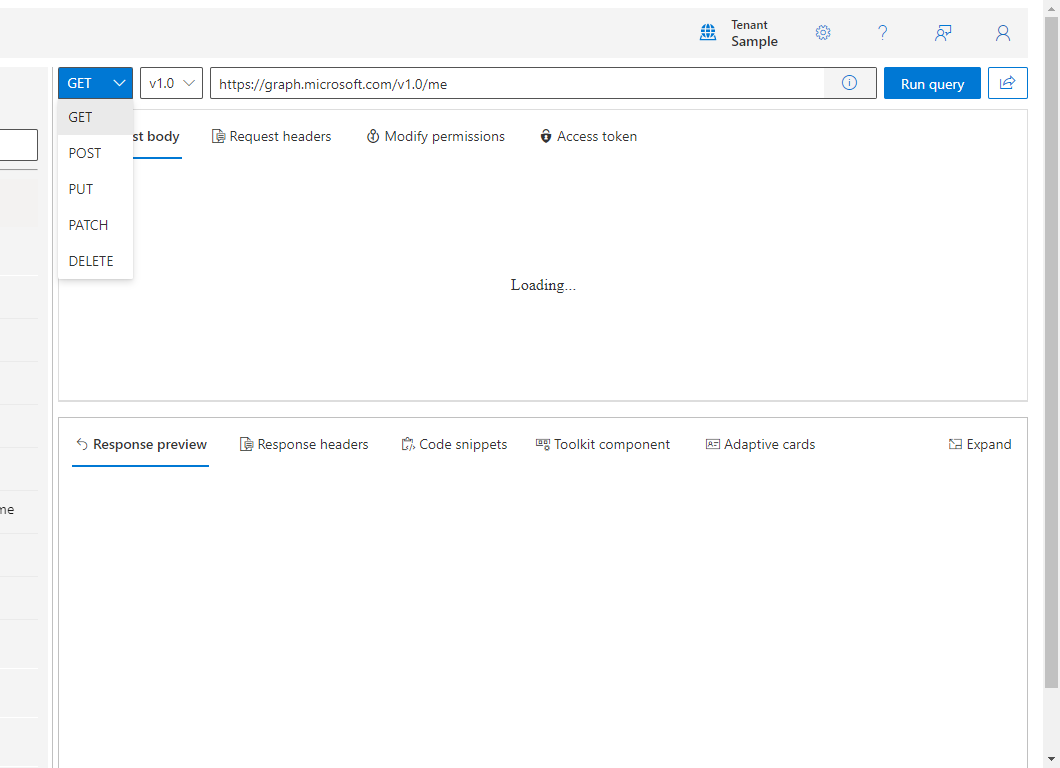 Tenant
Sample
GET
v1.0
https://graph.microsoft.com/v1.0/me
Run query
GET
POST
PUT
PATCH
DELETE
st body
Request headers
Modify permissions
Access token
Loading...
Response preview
Response headers
Code snippets
Toolkit component
Adaptive cards
Expand
me